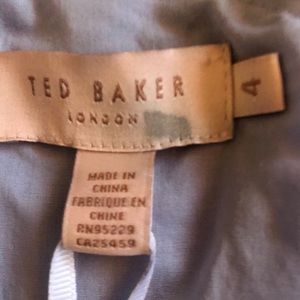 TED BAKER
LONDON
4
MADE IN
CHINA
FABRIQUE EN
CHINE
RN95229
CA25459